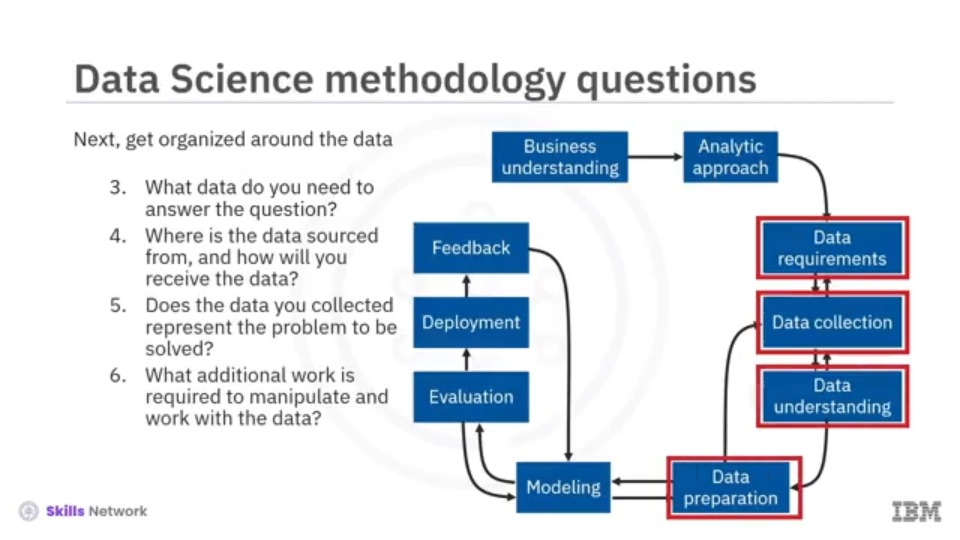 Data Science methodology questions
Next, get organized around the data
3. What data do you need to
answer the question?
4. Where is the data sourced
from, and how will you
receive the data?
5. Does the data you collected
represent the problem to be
solved?
6. What additional work is
required to manipulate and
work with the data?
Business
understanding
Analytic
approach
Data
requirements
Data collection
Data
understanding
Data
preparation
Modeling
Evaluation
Deployment
Feedback
Skills Network
IBM